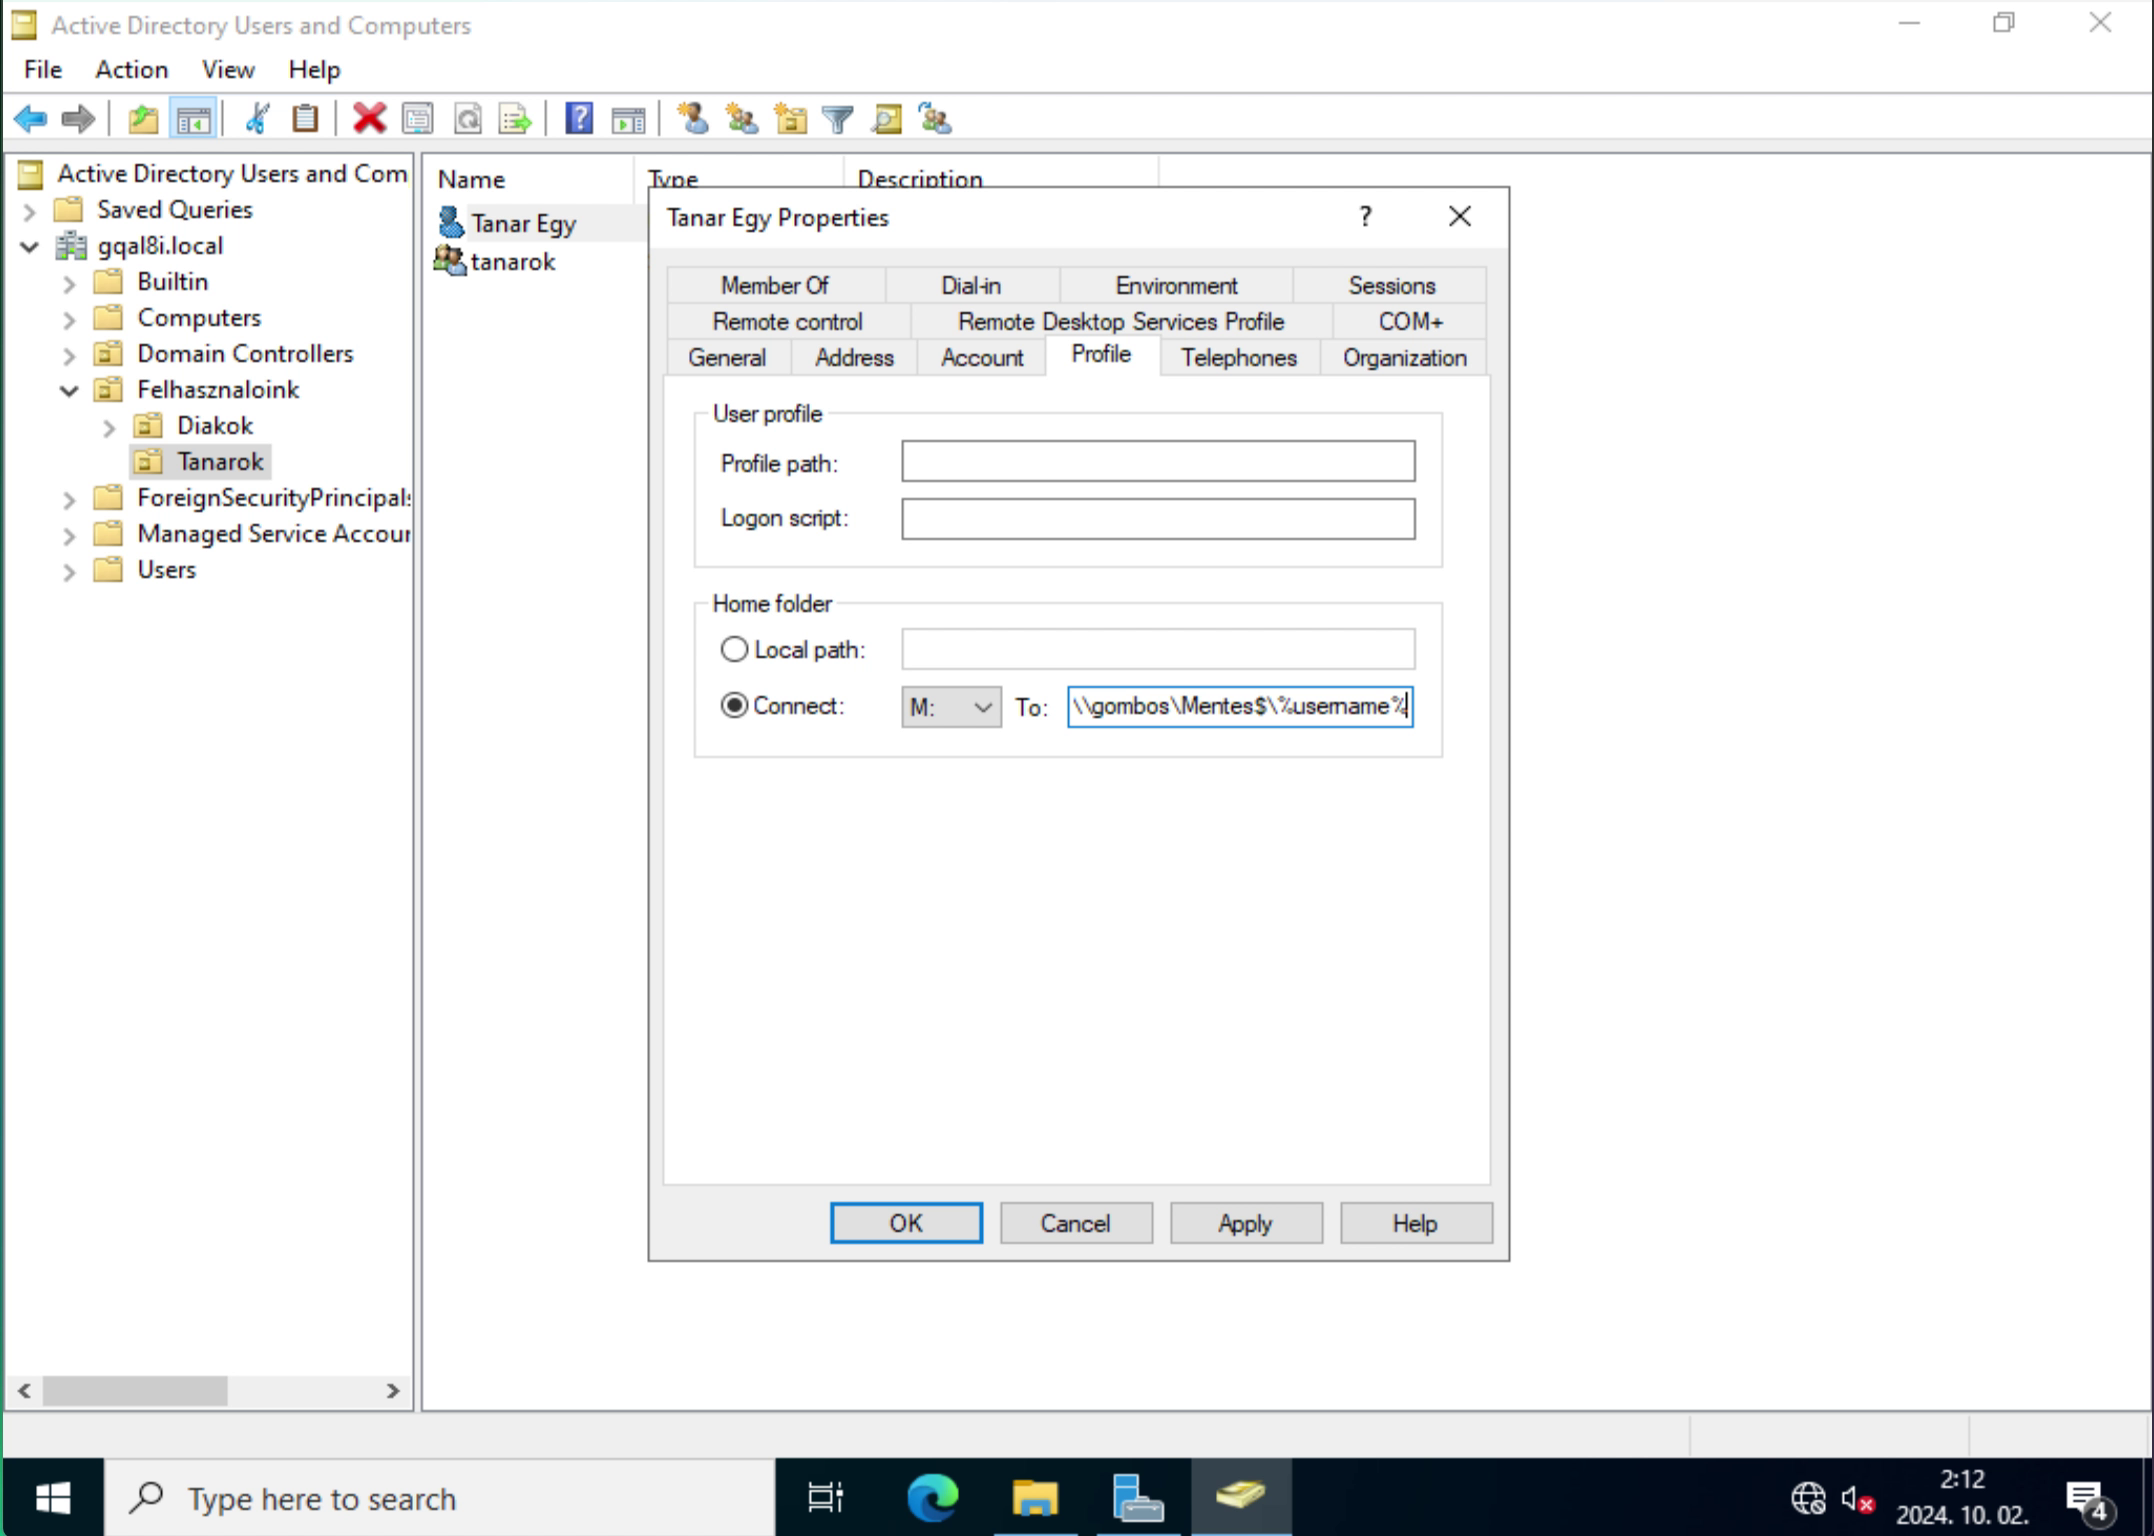 Active Directory Users and Computers
File Action View Help
Active Directory Users and Com
Saved Queries
gqal8i.local
Builtin
Computers
Domain Controllers
Felhasznaloink
Diakok
Tanarok
ForeignSecurityPrincipals
Managed Service Accour
Users
Name Type Description
Tanar Egy
tanarok
Tanar Egy Properties ?
Member Of Dial-in Environment Sessions
Remote control Remote Desktop Services Profile COM+
General Address Account Profile Telephones Organization
User profile
Profile path:
Logon script:
Home folder
Local path:
Connect: M: To: \\gombos\Mentes$\%username%
OK Cancel Apply Help
Type here to search
2:12
2024. 10. 02.
4